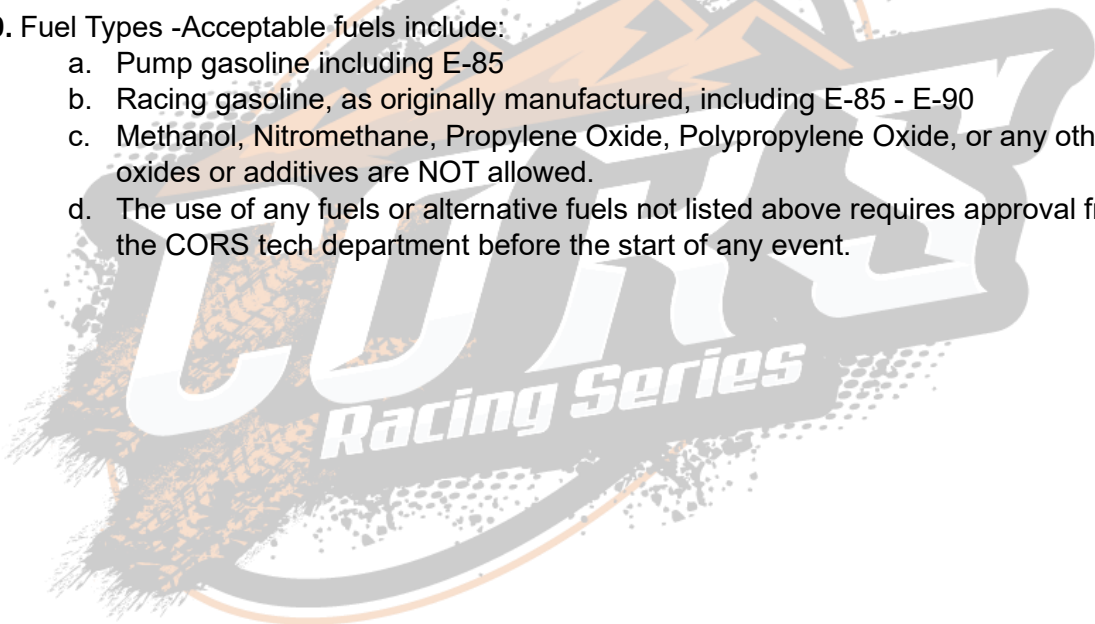 . Fuel Types -Acceptable fuels include:
a. Pump gasoline including E-85
b. Racing gasoline, as originally manufactured, including E-85 - E-90
c. Methanol, Nitromethane, Propylene Oxide, Polypropylene Oxide, or any oth
oxides or additives are NOT allowed.
d. The use of any fuels or alternative fuels not listed above requires approval f
the CORS tech department before the start of any event.
CORS
Racing Series